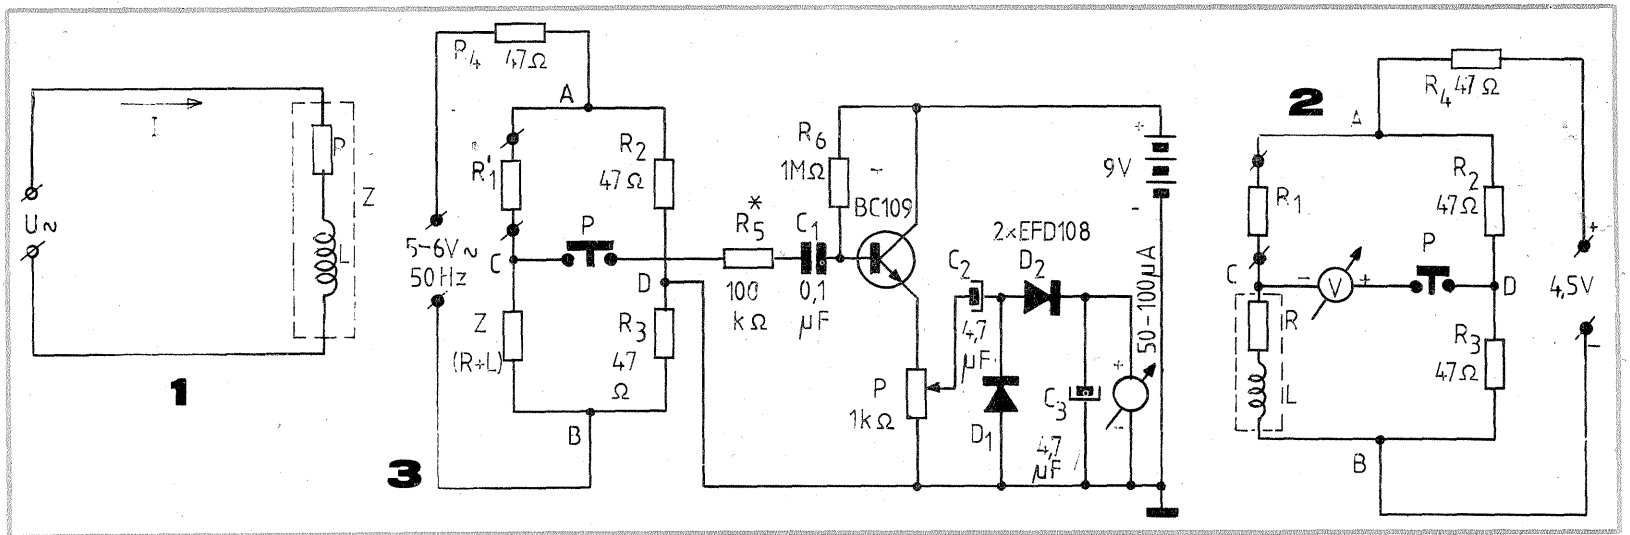 I
U~
R
L
Z
1
R4
47Ω
A
R1'
R2
47Ω
5-6V~
50Hz
C
P
D
Z
(R+L)
R3
47
Ω
B
3
R5*
100
kΩ
C1
0,1
µF
R6
1MΩ
BC109
P
1kΩ
C2
4,7
µF
2×EFD108
D2
D1
C3
4,7
µF
50-100µA
+
-
+
9V
-
2
R4 47Ω
A
R1
R2
47Ω
C
-
V
+
P
D
R
L
R3
47Ω
B
+
4,5V
-